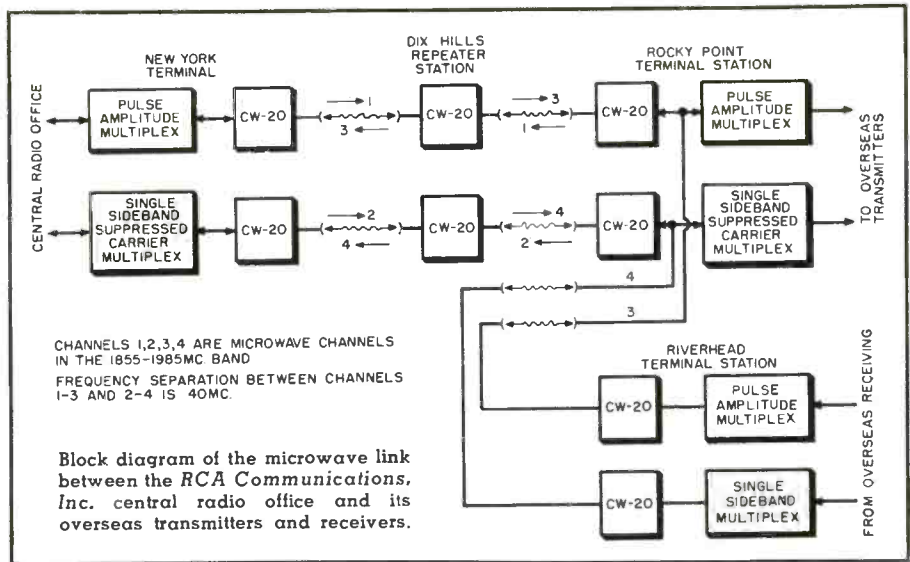 NEW YORK
TERMINAL
DIX HILLS
REPEATER
STATION
ROCKY POINT
TERMINAL STATION
CENTRAL RADIO OFFICE
PULSE
AMPLITUDE
MULTIPLEX
CW-20
1
3
CW-20
3
1
CW-20
PULSE
AMPLITUDE
MULTIPLEX
TO OVERSEAS
TRANSMITTERS
SINGLE
SIDEBAND
SUPPRESSED
CARRIER
MULTIPLEX
CW-20
2
4
CW-20
4
2
CW-20
SINGLE
SIDEBAND
SUPPRESSED
CARRIER
MULTIPLEX
4
3
CHANNELS 1,2,3,4 ARE MICROWAVE CHANNELS
IN THE 1855-1985MC. BAND
FREQUENCY SEPARATION BETWEEN CHANNELS
1-3 AND 2-4 IS 40MC.
RIVERHEAD
TERMINAL STATION
CW-20
PULSE
AMPLITUDE
MULTIPLEX
CW-20
SINGLE
SIDEBAND
MULTIPLEX
FROM OVERSEAS RECEIVING
Block diagram of the microwave link
between the RCA Communications,
Inc. central radio office and its
overseas transmitters and receivers.